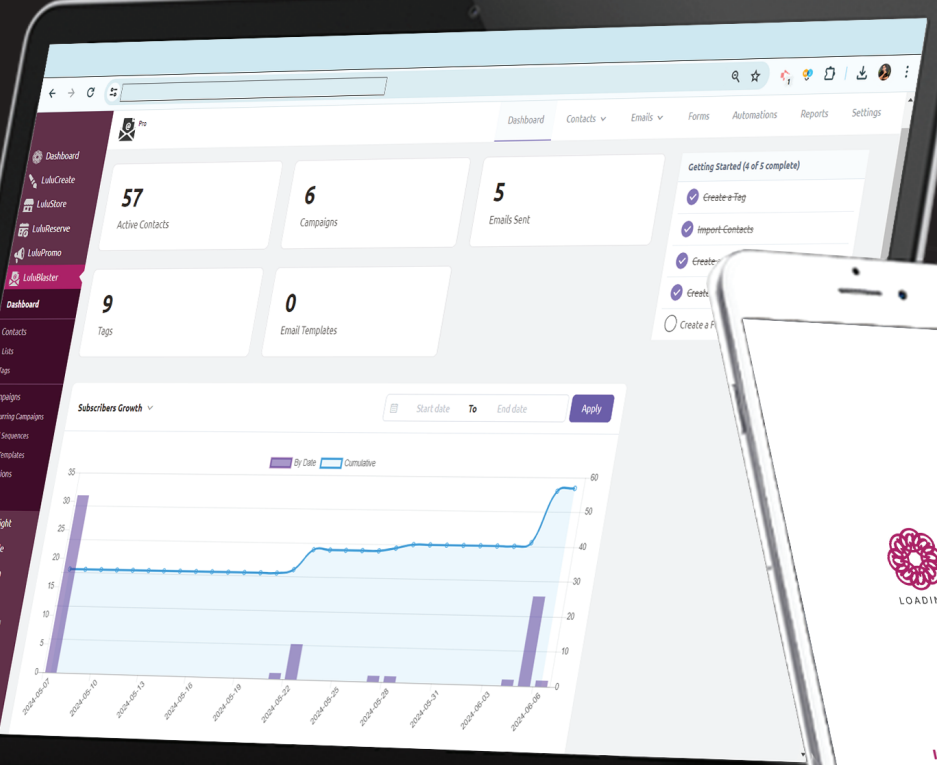 Pro
Dashboard
Contacts
Emails
Forms
Automations
Reports
Settings
Dashboard
LuluCreate
LuluStore
LuluReserve
LuluPromo
LuluBlaster
Dashboard
Contacts
Lists
57
Active Contacts
6
Campaigns
5
Emails Sent
9
Tags
0
Email Templates
Getting Started (4 of 5 complete)
Create a Tag
Import Contacts
Create
Create a
Subscribers Growth
Start date
To
End date
Apply
By Date
Cumulative
35
30
25
20
15
10
5
0
60
50
40
30
20
10
0
2024-05-07
2024-05-10
2024-05-13
2024-05-16
2024-05-19
2024-05-22
2024-05-25
2024-05-28
2024-05-31
2024-06-03
2024-06-06
Sequences